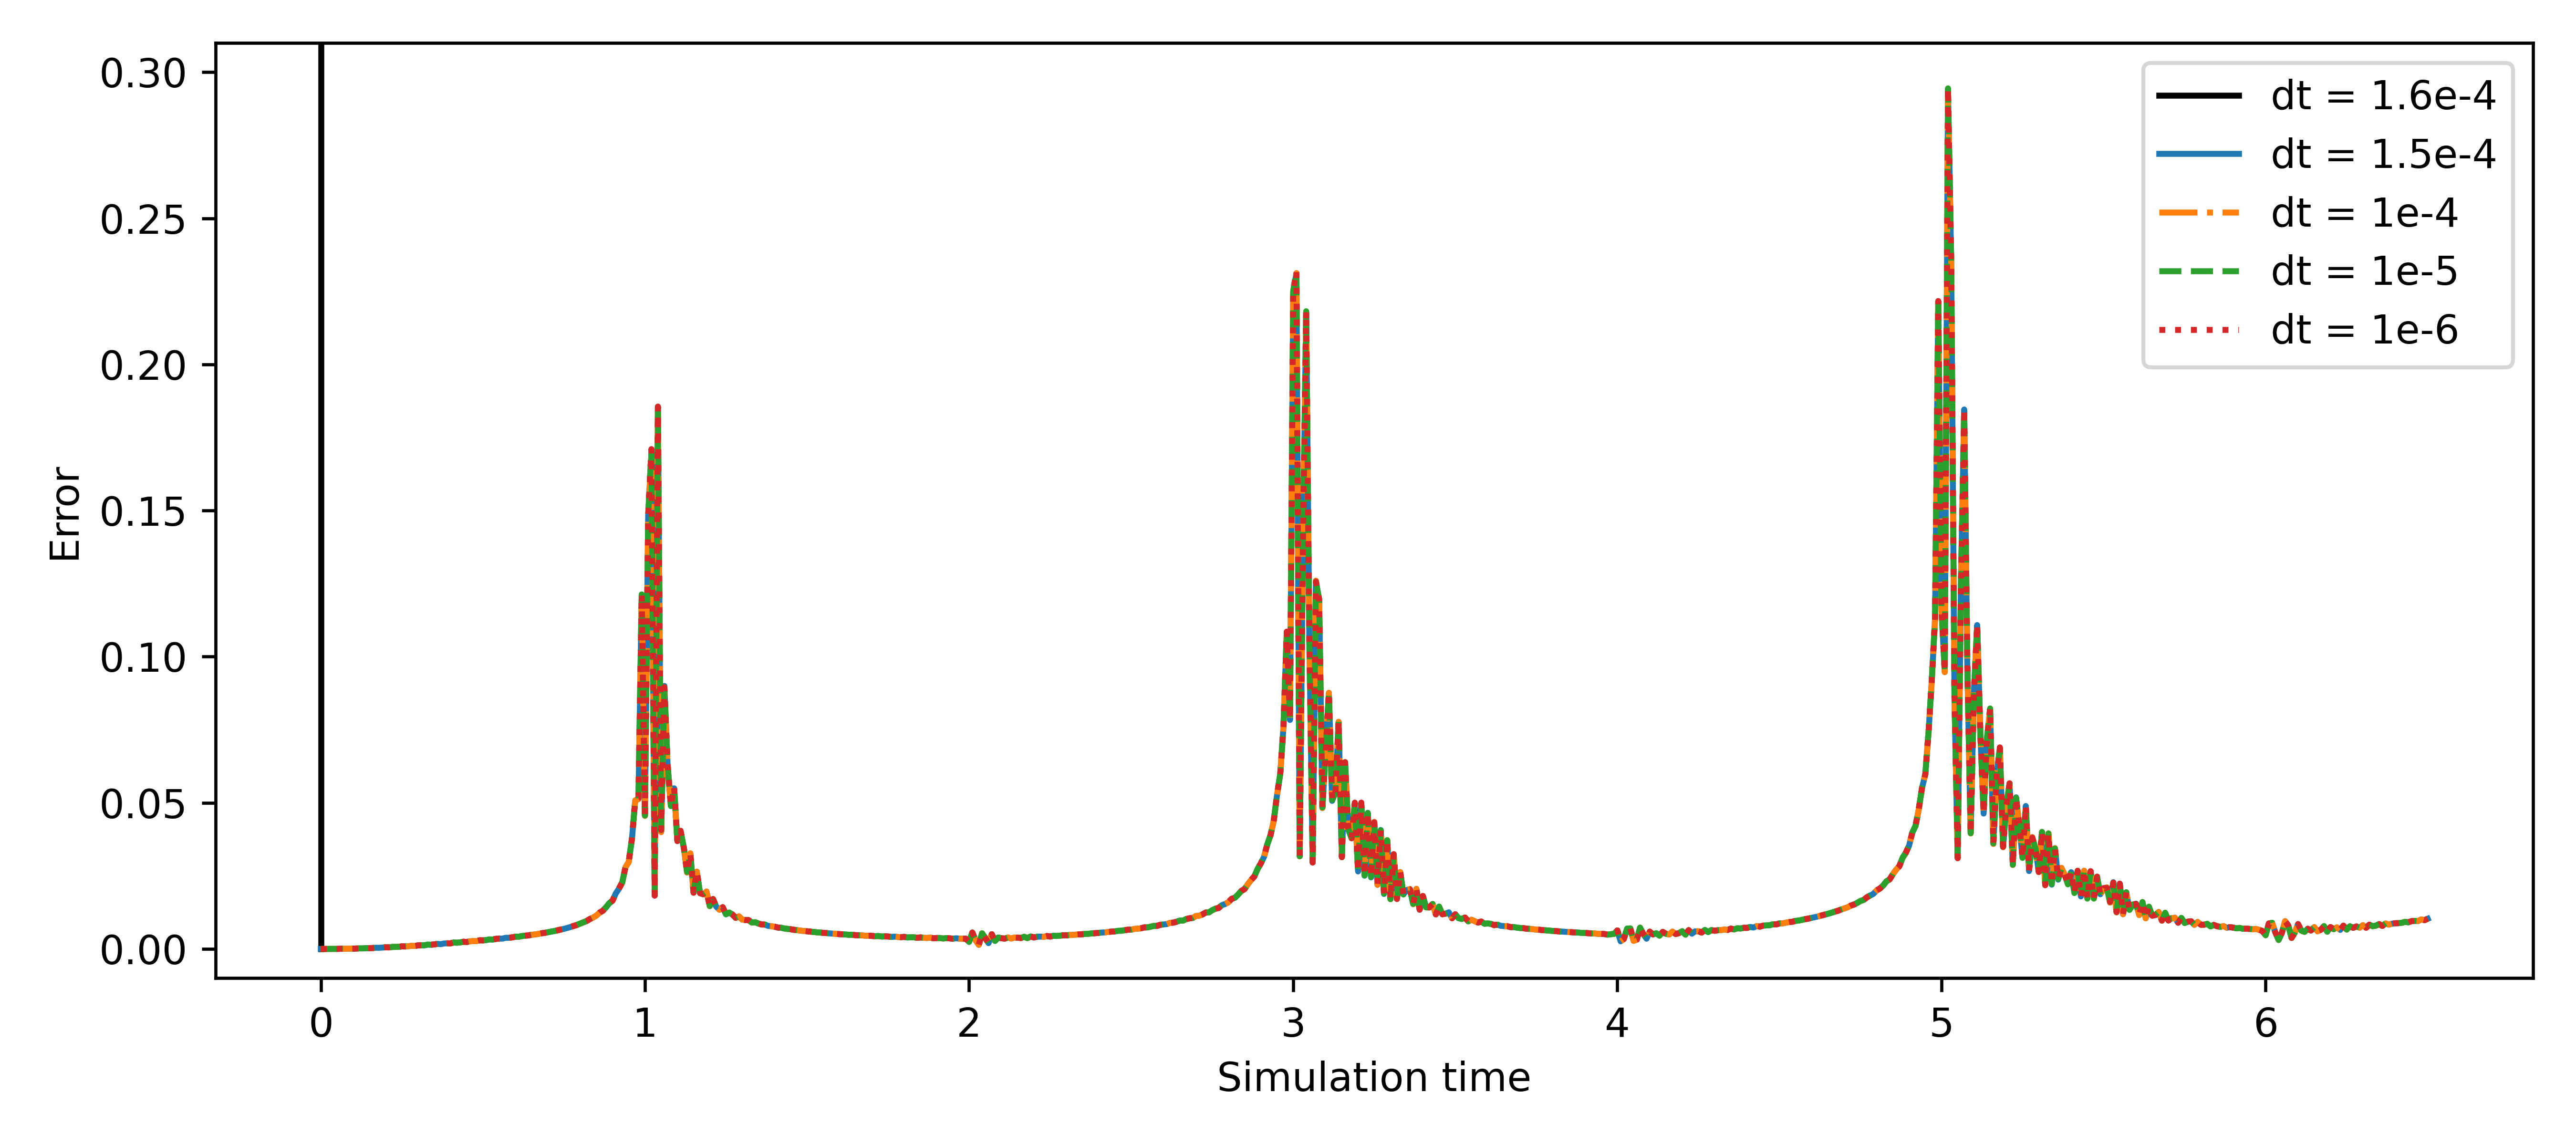 0.30
0.25
0.20
0.15
0.10
0.05
0.00
Error
0 1 2 3 4 5 6
Simulation time
dt = 1.6e-4
dt = 1.5e-4
dt = 1e-4
dt = 1e-5
dt = 1e-6